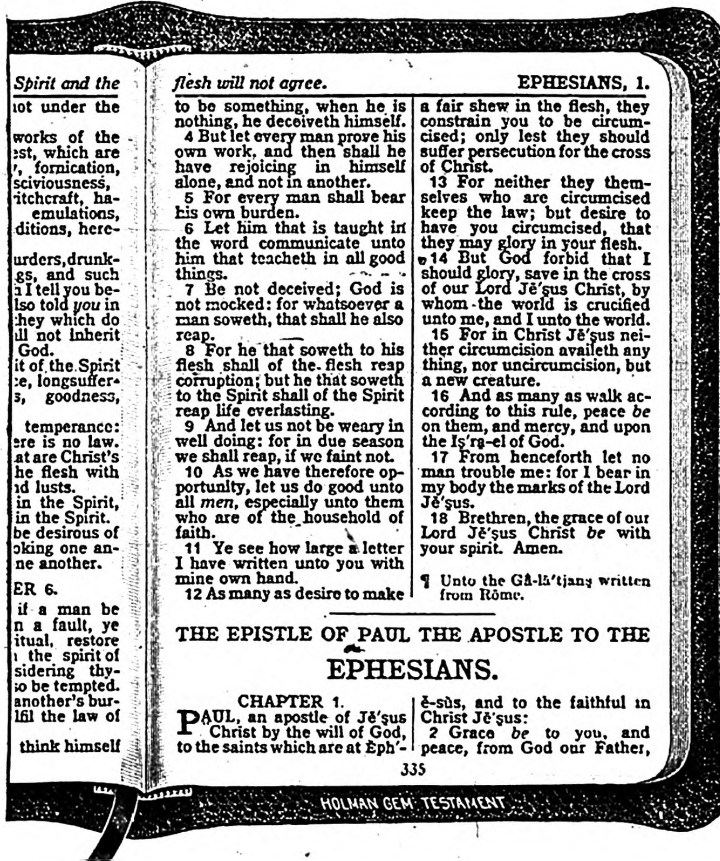 Spirit and the
not under the
works of the
est, which are
, fornication,
sciviousness,
itchcraft, ha-
emulations,
ditions, here-
urders, drunk-
gs, and such
I tell you be-
lso told you in
they which do
ll not inherit
God.
it of the Spirit
e, longsuffer-
s, goodness,
temperance:
ere is no law.
at are Christ's
he flesh with
nd lusts.
in the Spirit,
in the Spirit.
be desirous of
oking one an-
ne another.
ER 6.
if a man be
n a fault, ye
itual, restore
the spirit of
sidering thy-
so be tempted.
another's bur-
lfil the law of
think himself
flesh will not agree.
EPHESIANS, 1.
to be something, when he is
nothing, he deceiveth himself.
4 But let every man prove his
own work, and then shall he
have rejoicing in himself
alone, and not in another.
5 For every man shall bear
his own burden.
6 Let him that is taught in
the word communicate unto
him that teacheth in all good
things.
7 Be not deceived; God is
not mocked: for whatsoever a
man soweth, that shall he also
reap.
8 For he that soweth to his
flesh shall of the flesh reap
corruption; but he that soweth
to the Spirit shall of the Spirit
reap life everlasting.
9 And let us not be weary in
well doing: for in due season
we shall reap, if we faint not.
10 As we have therefore op-
portunity, let us do good unto
all men, especially unto them
who are of the household of
faith.
11 Ye see how large a letter
I have written unto you with
mine own hand.
12 As many as desire to make
a fair shew in the flesh, they
constrain you to be circum-
cised; only lest they should
suffer persecution for the cross
of Christ.
13 For neither they them-
selves who are circumcised
keep the law; but desire to
have you circumcised, that
they may glory in your flesh.
14 But God forbid that I
should glory, save in the cross
of our Lord Jē'ṣus Christ, by
whom the world is crucified
unto me, and I unto the world.
15 For in Christ Jē'ṣus nei-
ther circumcision availeth any
thing, nor uncircumcision, but
a new creature.
16 And as many as walk ac-
cording to this rule, peace be
on them, and mercy, and upon
the Iṣ'rạ-el of God.
17 From henceforth let no
man trouble me: for I bear in
my body the marks of the Lord
Jē'ṣus.
18 Brethren, the grace of our
Lord Jē'ṣus Christ be with
your spirit. Amen.
¶ Unto the Gȧ-lā'tjanṣ written
from Rōme.
THE EPISTLE OF PAUL THE APOSTLE TO THE
EPHESIANS.
CHAPTER 1.
PAUL, an apostle of Jē'ṣus
Christ by the will of God,
to the saints which are at Ĕph'-
ĕ-sŭs, and to the faithful in
Christ Jē'ṣus:
2 Grace be to you, and
peace, from God our Father,
335
HOLMAN GEM TESTAMENT